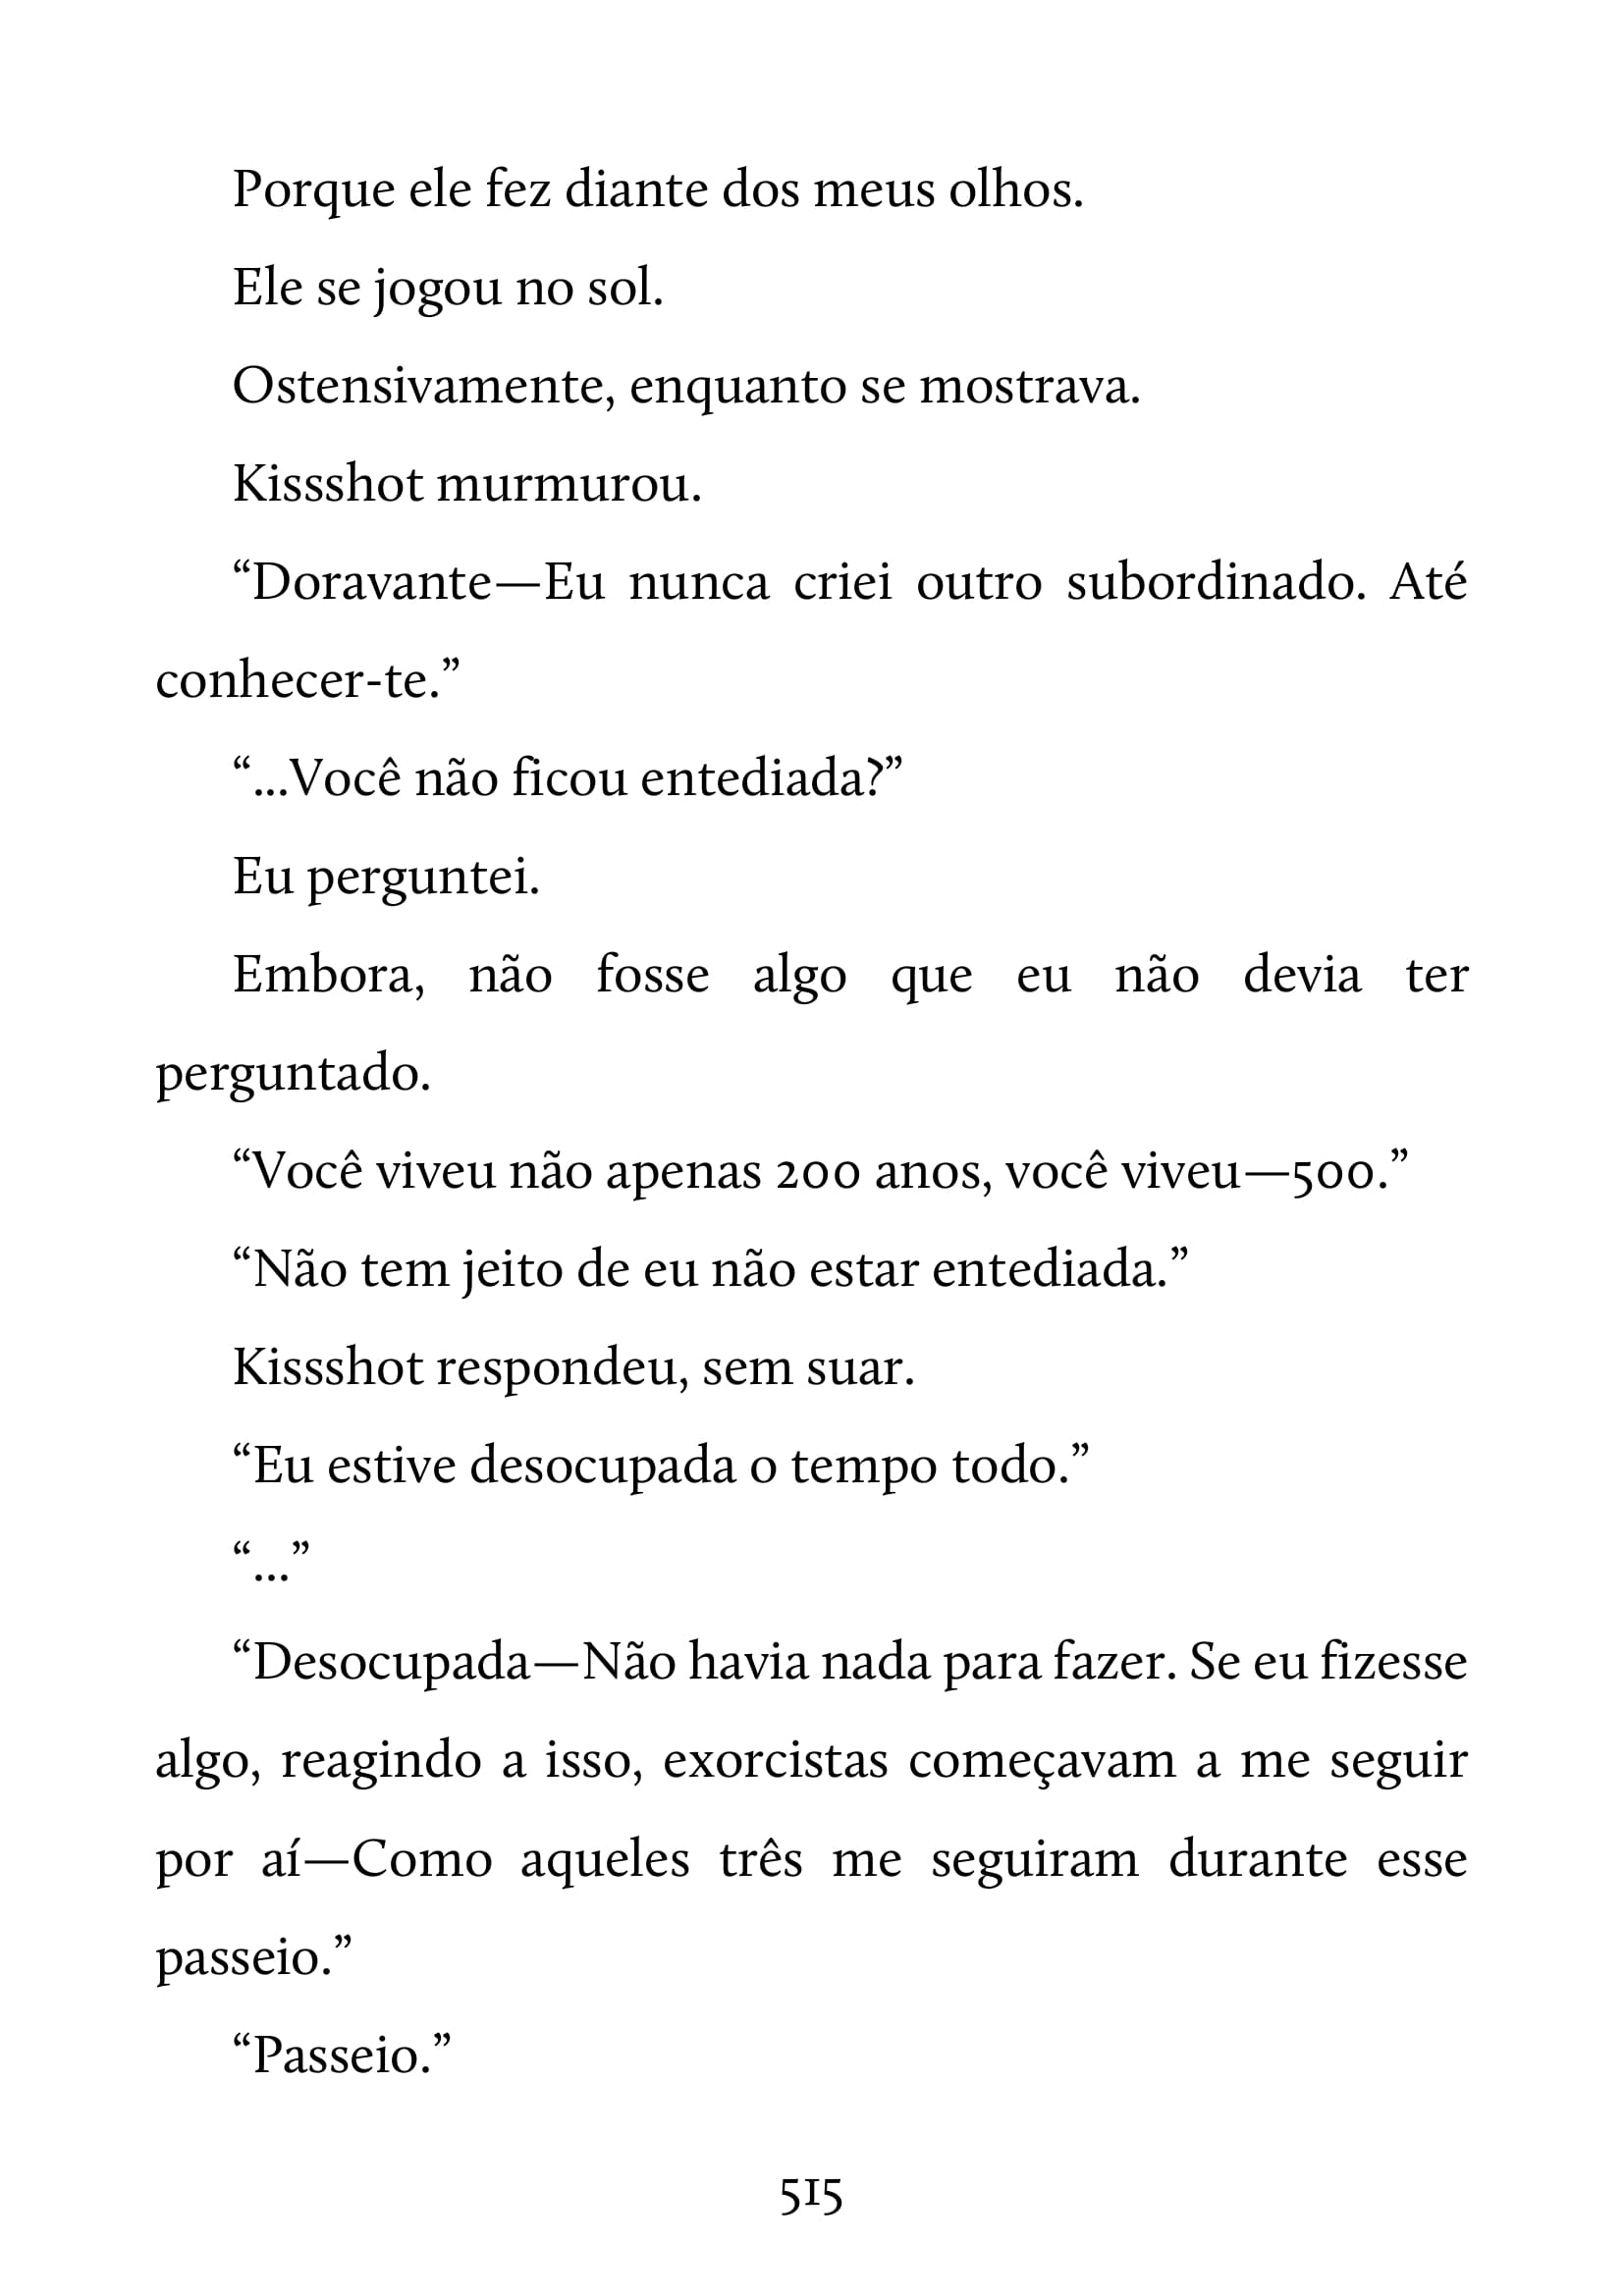 Porque ele fez diante dos meus olhos.
Ele se jogou no sol.
Ostensivamente, enquanto se mostrava.
Kissshot murmurou.
“Doravante—Eu nunca criei outro subordinado. Até
conhecer-te.”
“...Você não ficou entediada?”
Eu perguntei.
Embora, não fosse algo que eu não devia ter
perguntado.
“Você viveu não apenas 200 anos, você viveu—500.”
“Não tem jeito de eu não estar entediada.”
Kissshot respondeu, sem suar.
“Eu estive desocupada o tempo todo.”
“...”
“Desocupada—Não havia nada para fazer. Se eu fizesse
algo, reagindo a isso, exorcistas começavam a me seguir
por aí—Como aqueles três me seguiram durante esse
passeio.”
“Passeio.”
515